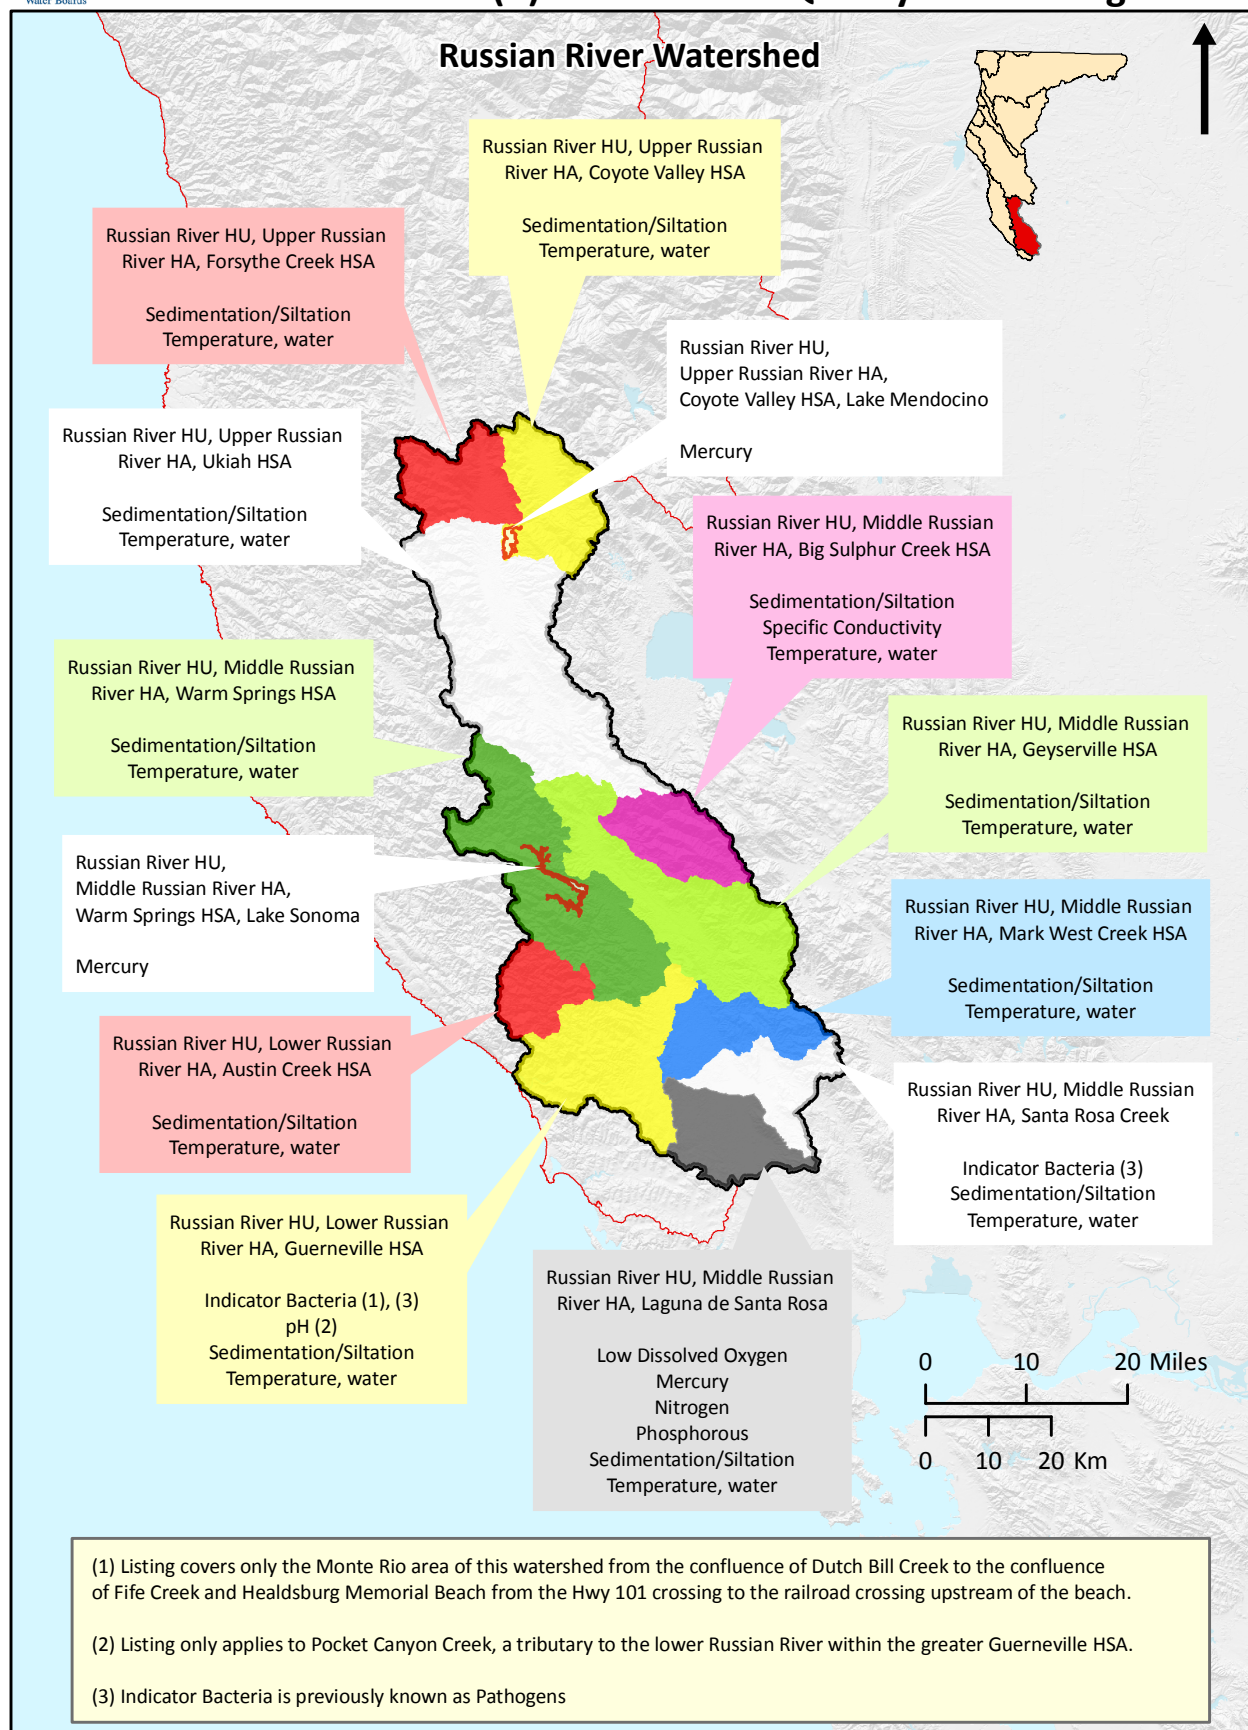 Water Boards
Russian River Watershed
Russian River HU, Upper Russian
River HA, Coyote Valley HSA
Sedimentation/Siltation
Temperature, water
Russian River HU, Upper Russian
River HA, Forsythe Creek HSA
Sedimentation/Siltation
Temperature, water
Russian River HU,
Upper Russian River HA,
Coyote Valley HSA, Lake Mendocino
Mercury
Russian River HU, Upper Russian
River HA, Ukiah HSA
Sedimentation/Siltation
Temperature, water
Russian River HU, Middle Russian
River HA, Big Sulphur Creek HSA
Sedimentation/Siltation
Specific Conductivity
Temperature, water
Russian River HU, Middle Russian
River HA, Warm Springs HSA
Sedimentation/Siltation
Temperature, water
Russian River HU, Middle Russian
River HA, Geyserville HSA
Sedimentation/Siltation
Temperature, water
Russian River HU,
Middle Russian River HA,
Warm Springs HSA, Lake Sonoma
Mercury
Russian River HU, Middle Russian
River HA, Mark West Creek HSA
Sedimentation/Siltation
Temperature, water
Russian River HU, Lower Russian
River HA, Austin Creek HSA
Sedimentation/Siltation
Temperature, water
Russian River HU, Middle Russian
River HA, Santa Rosa Creek
Indicator Bacteria (3)
Sedimentation/Siltation
Temperature, water
Russian River HU, Lower Russian
River HA, Guerneville HSA
Indicator Bacteria (1), (3)
pH (2)
Sedimentation/Siltation
Temperature, water
Russian River HU, Middle Russian
River HA, Laguna de Santa Rosa
Low Dissolved Oxygen
Mercury
Nitrogen
Phosphorous
Sedimentation/Siltation
Temperature, water
0 10 20 Miles
0 10 20 Km
(1) Listing covers only the Monte Rio area of this watershed from the confluence of Dutch Bill Creek to the confluence
of Fife Creek and Healdsburg Memorial Beach from the Hwy 101 crossing to the railroad crossing upstream of the beach.
(2) Listing only applies to Pocket Canyon Creek, a tributary to the lower Russian River within the greater Guerneville HSA.
(3) Indicator Bacteria is previously known as Pathogens